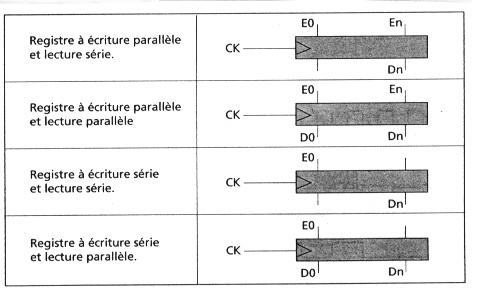 Registre à écriture parallèle
et lecture série.
E0 En
CK
Dn
Registre à écriture parallèle
et lecture parallèle
E0 En
CK
D0 Dn
Registre à écriture série
et lecture série.
E0
CK
Dn
Registre à écriture série
et lecture parallèle.
E0
CK
D0 Dn